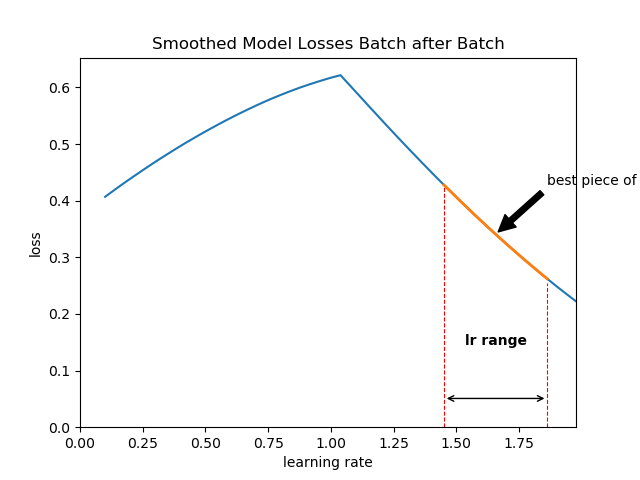 Smoothed Model Losses Batch after Batch
0.6
0.5
0.4
0.3
0.2
0.1
0.0
loss
best piece of
lr range
0.00 0.25 0.50 0.75 1.00 1.25 1.50 1.75
learning rate